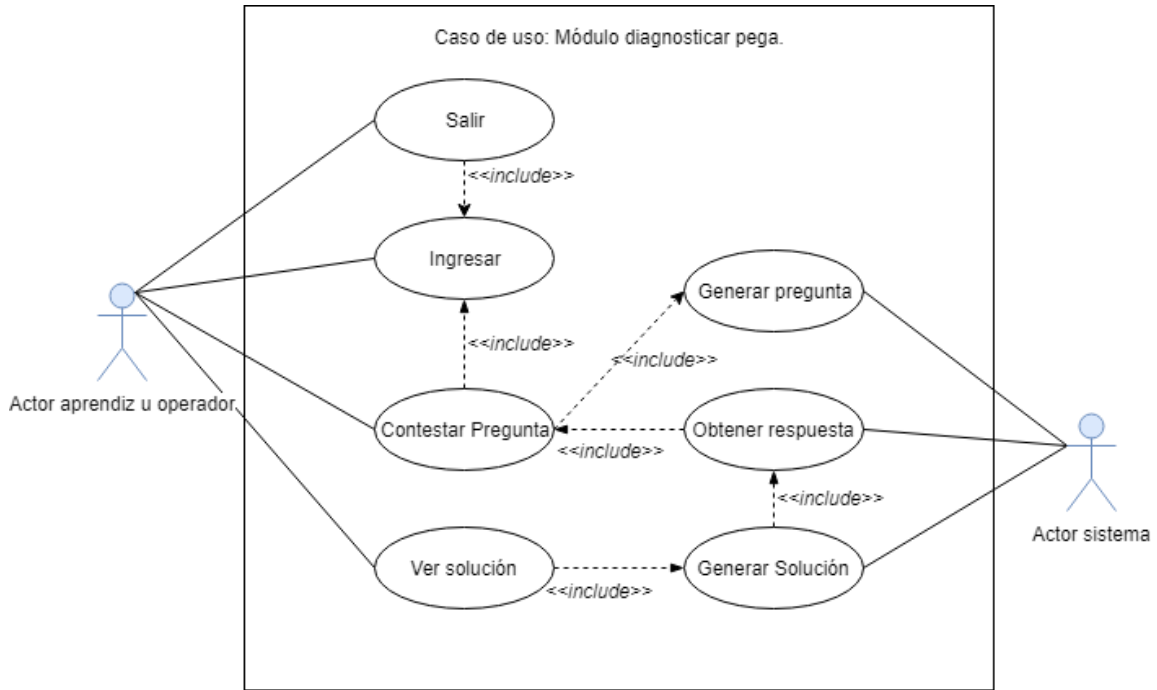 Caso de uso: Módulo diagnosticar pega.
Salir
<<include>>
Ingresar
Generar pregunta
<<include>>
<<include>>
Actor aprendiz u operador
Contestar Pregunta
Obtener respuesta
<<include>>
<<include>>
Actor sistema
Ver solución
Generar Solución
<<include>>